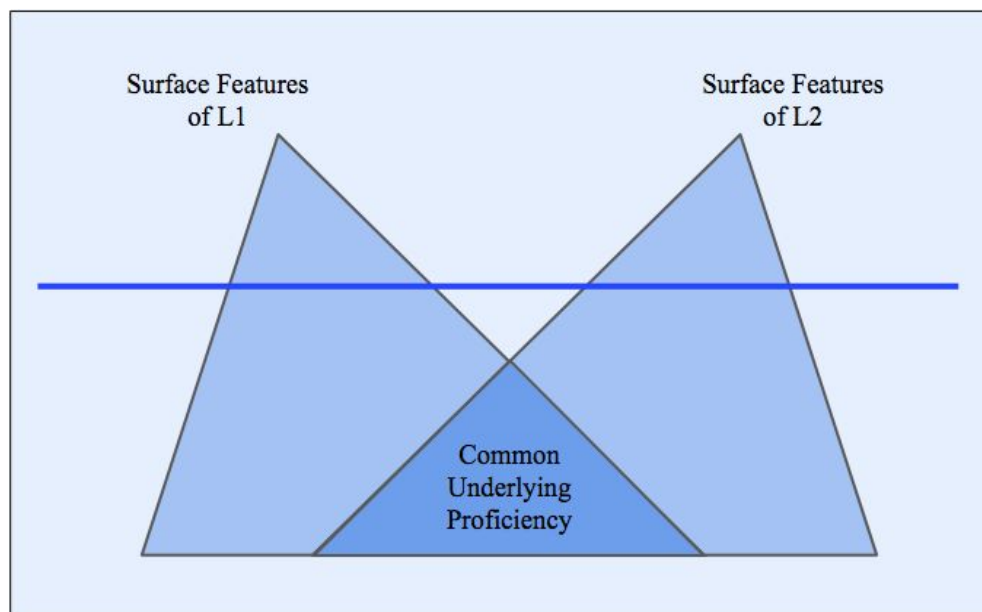 Surface Features
of L1
Surface Features
of L2
Common
Underlying
Proficiency